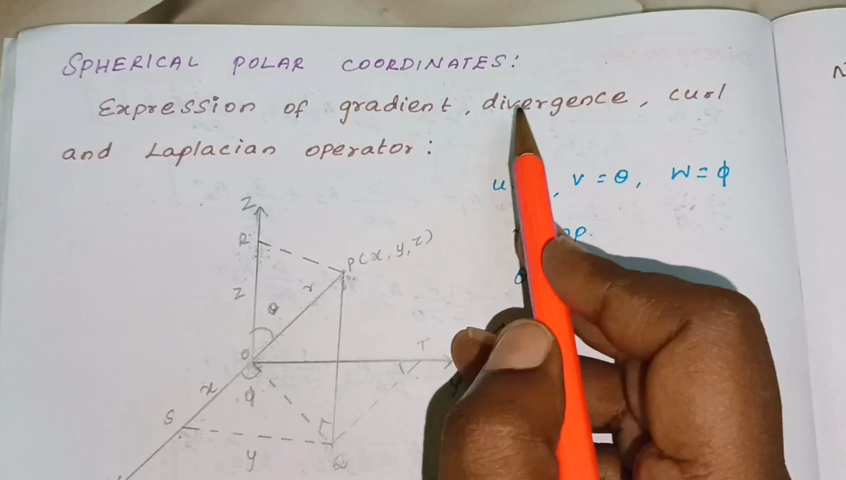 SPHERICAL POLAR COORDINATES:
Expression of gradient, divergence, curl
and Laplacian operator:
u , v = θ, w = φ
Z
R
P(x, y, z)
r
Z
θ
O
T
x
φ
S
y
Q